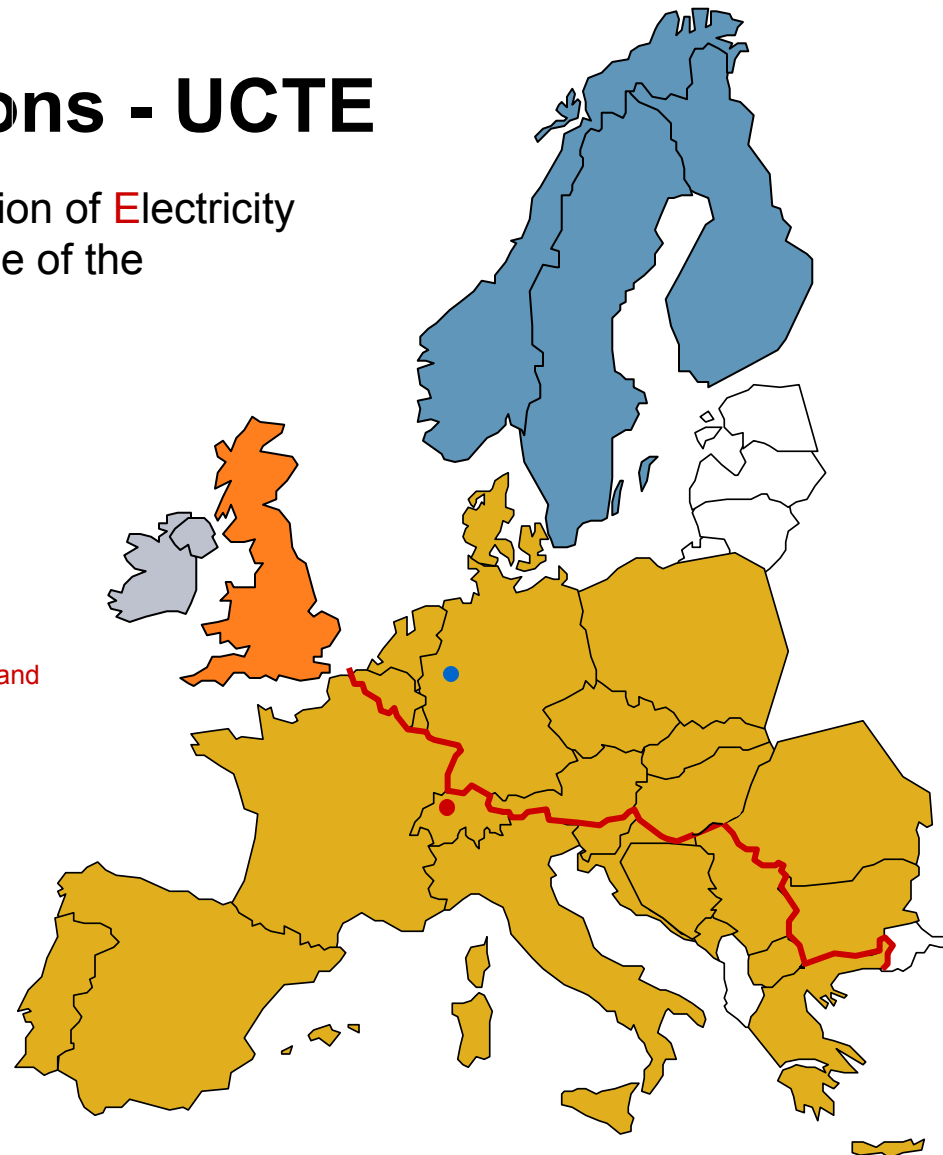 ons - UCTE
ion of Electricity
e of the
and